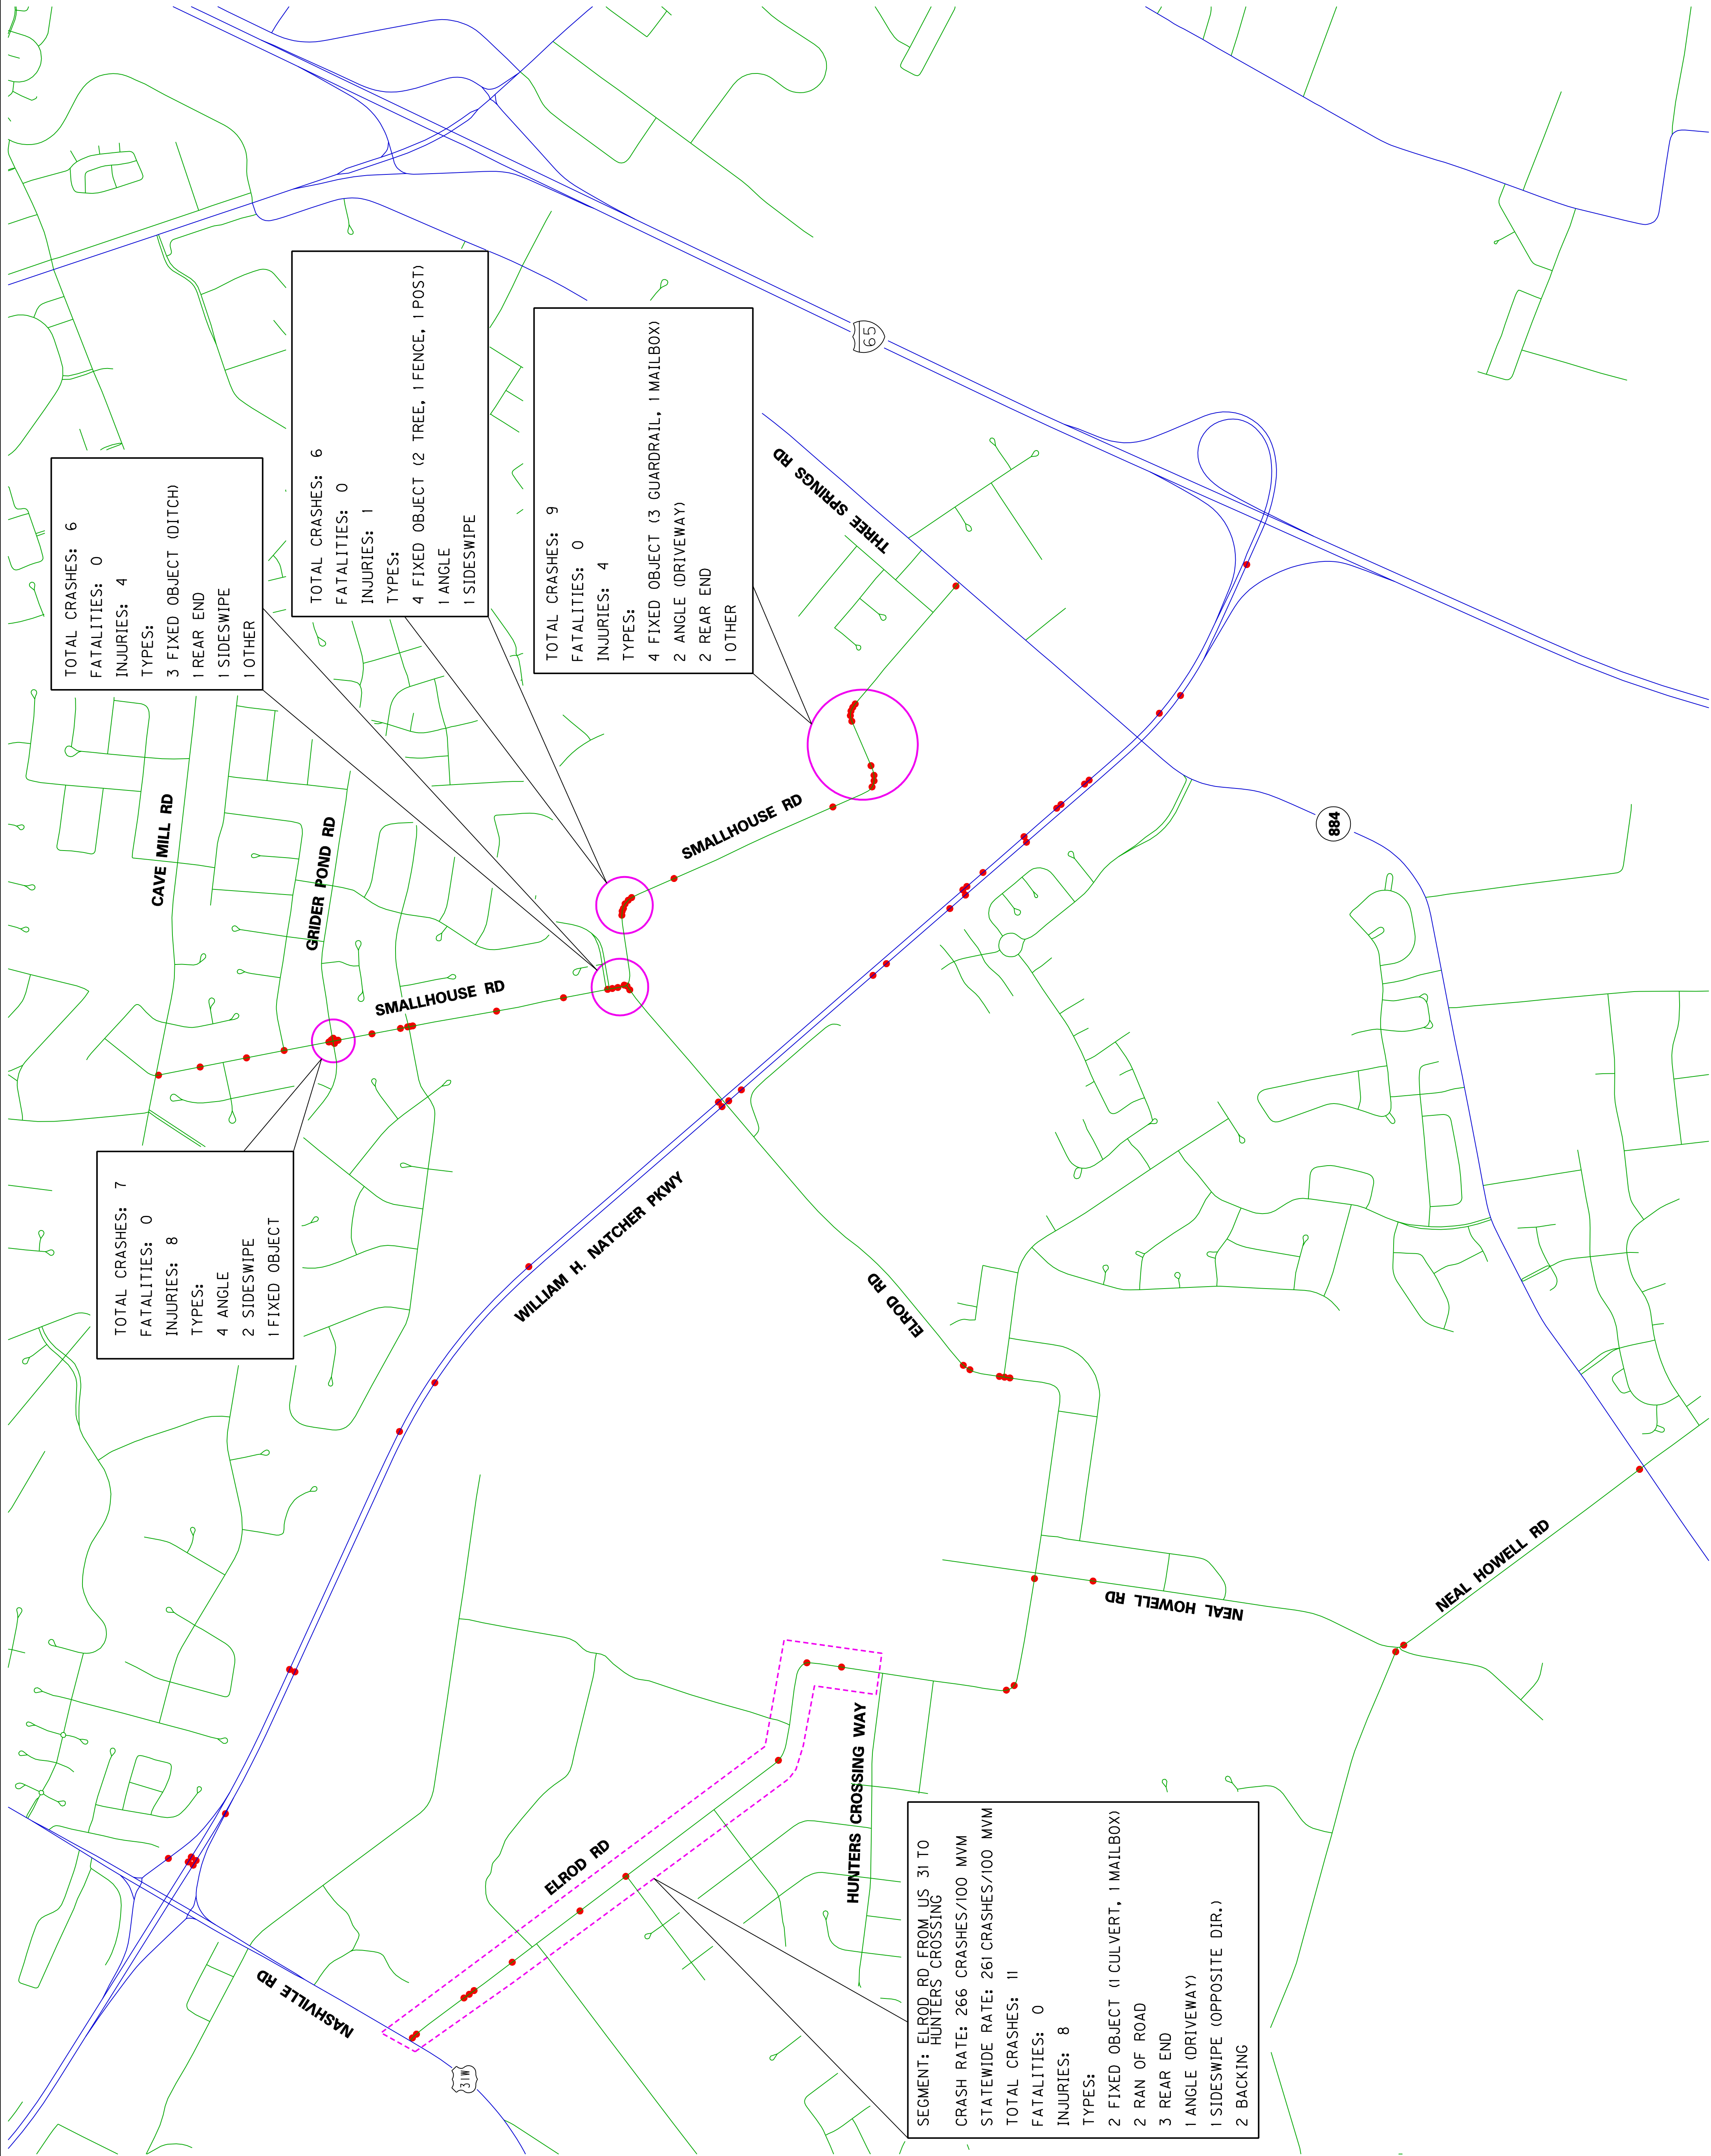 TOTAL CRASHES: 6
FATALITIES: 0
INJURIES: 4
TYPES:
3 FIXED OBJECT (DITCH)
1 REAR END
1 SIDESWIPE
1 OTHER
TOTAL CRASHES: 6
FATALITIES: 0
INJURIES: 1
TYPES:
4 FIXED OBJECT (2 TREE, 1 FENCE, 1 POST)
1 ANGLE
1 SIDESWIPE
TOTAL CRASHES: 9
FATALITIES: 0
INJURIES: 4
TYPES:
4 FIXED OBJECT (3 GUARDRAIL, 1 MAILBOX)
2 ANGLE (DRIVEWAY)
2 REAR END
1 OTHER
65
THREE SPRINGS RD
CAVE MILL RD
GRIDER POND RD
SMALLHOUSE RD
SMALLHOUSE RD
884
TOTAL CRASHES: 7
FATALITIES: 0
INJURIES: 8
TYPES:
4 ANGLE
2 SIDESWIPE
1 FIXED OBJECT
WILLIAM H. NATCHER PKWY
ELROD RD
NEAL HOWELL RD
NEAL HOWELL RD
HUNTERS CROSSING WAY
ELROD RD
NASHVILLE RD
31W
SEGMENT: ELROD RD FROM US 31 TO
HUNTERS CROSSING
CRASH RATE: 266 CRASHES/100 MVM
STATEWIDE RATE: 261 CRASHES/100 MVM
TOTAL CRASHES: 11
FATALITIES: 0
INJURIES: 8
TYPES:
2 FIXED OBJECT (1 CULVERT, 1 MAILBOX)
2 RAN OF ROAD
3 REAR END
1 ANGLE (DRIVEWAY)
1 SIDESWIPE (OPPOSITE DIR.)
2 BACKING